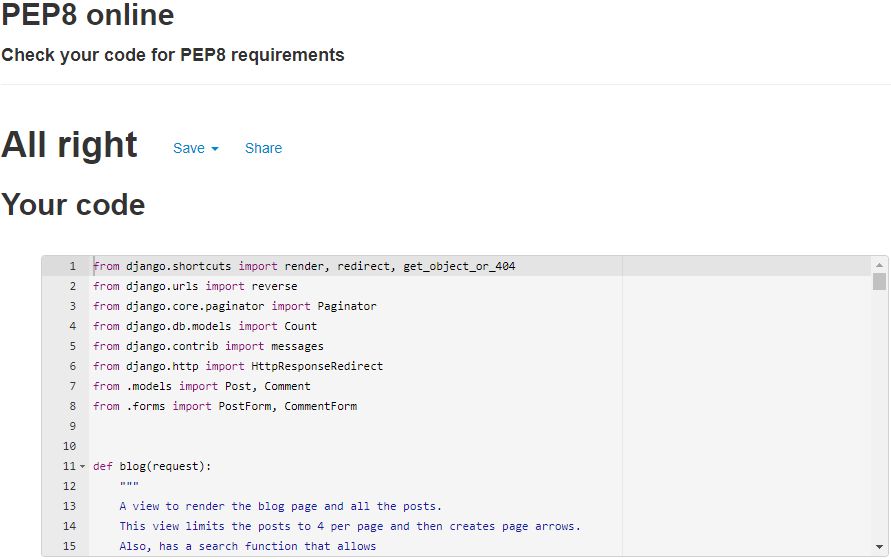 PEP8 online
Check your code for PEP8 requirements
All right Save Share
Your code
1 from django.shortcuts import render, redirect, get_object_or_404
2 from django.urls import reverse
3 from django.core.paginator import Paginator
4 from django.db.models import Count
5 from django.contrib import messages
6 from django.http import HttpResponseRedirect
7 from .models import Post, Comment
8 from .forms import PostForm, CommentForm
9
10
11 def blog(request):
12     """
13     A view to render the blog page and all the posts.
14     This view limits the posts to 4 per page and then creates page arrows.
15     Also, has a search function that allows